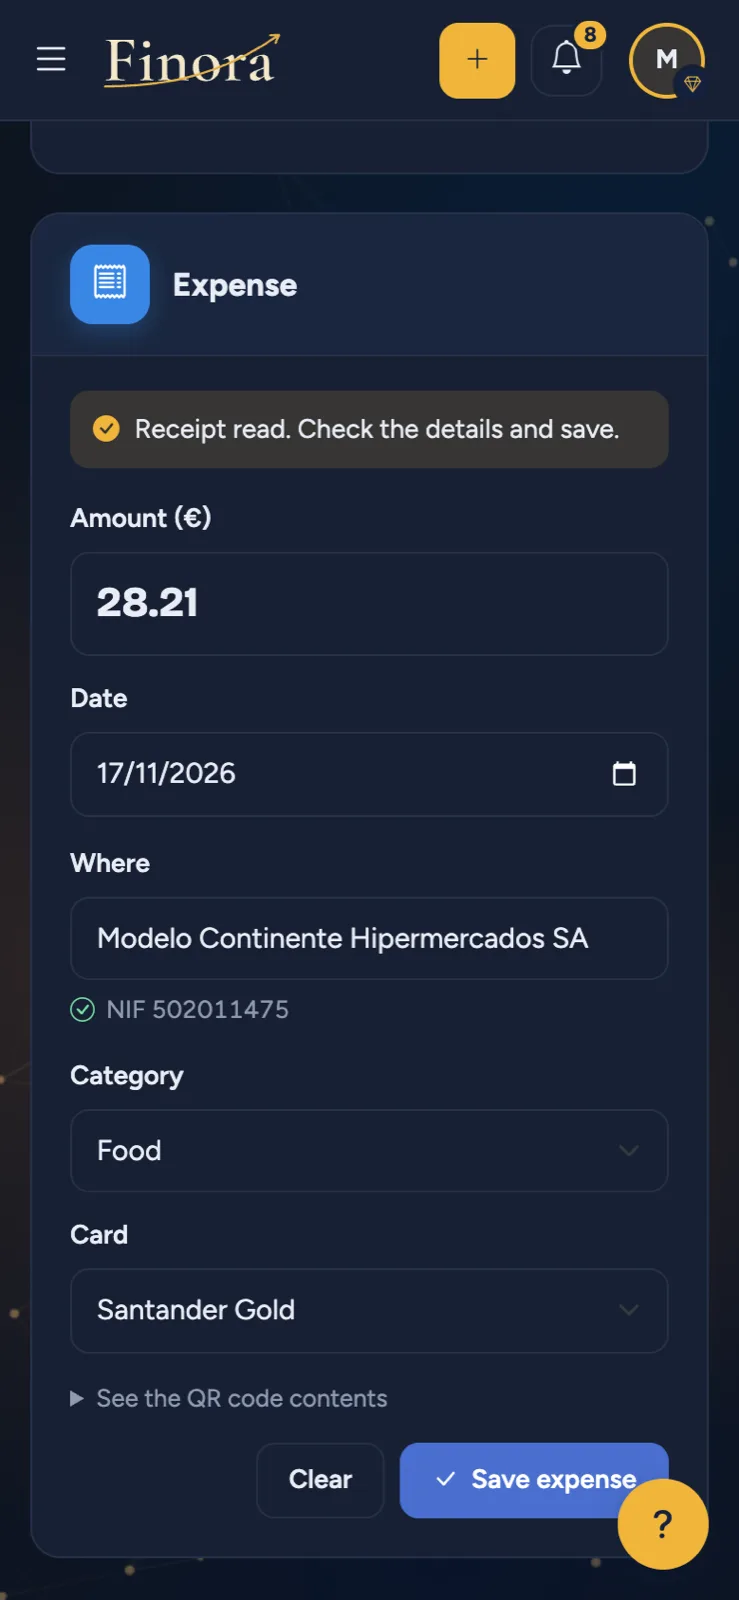 Finora
+
8
M
Expense
Receipt read. Check the details and save.
Amount (€)
28.21
Date
17/11/2026
Where
Modelo Continente Hipermercados SA
NIF 502011475
Category
Food
Card
Santander Gold
See the QR code contents
Clear
Save expense
?